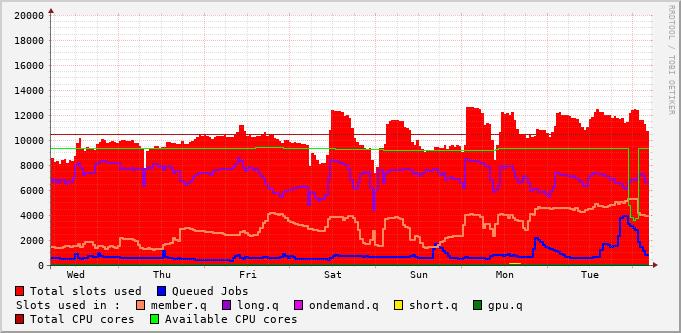 RRDTOOL / TOBI OETIKER
20000
18000
16000
14000
12000
10000
8000
6000
4000
2000
0
Wed Thu Fri Sat Sun Mon Tue
Total slots used Queued Jobs
Slots used in : member.q long.q ondemand.q short.q gpu.q
Total CPU cores Available CPU cores